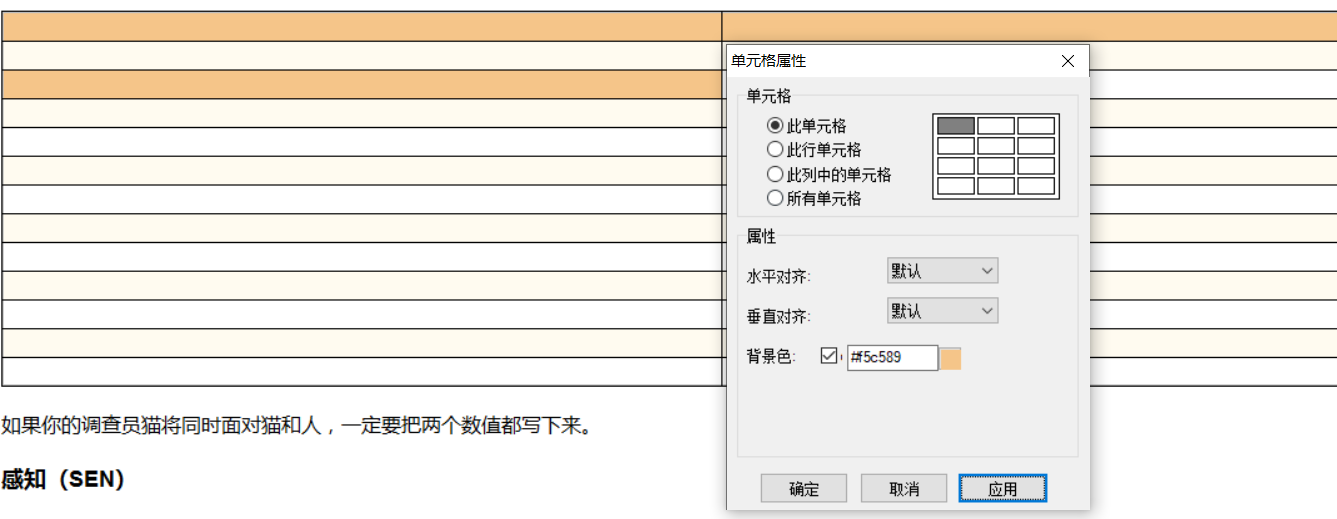 单元格属性
单元格
此单元格
此行单元格
此列中的单元格
所有单元格
属性
水平对齐: 默认
垂直对齐: 默认
背景色: #f5c589
确定 取消 应用
如果你的调查员猫将同时面对猫和人，一定要把两个数值都写下来。
感知（SEN）